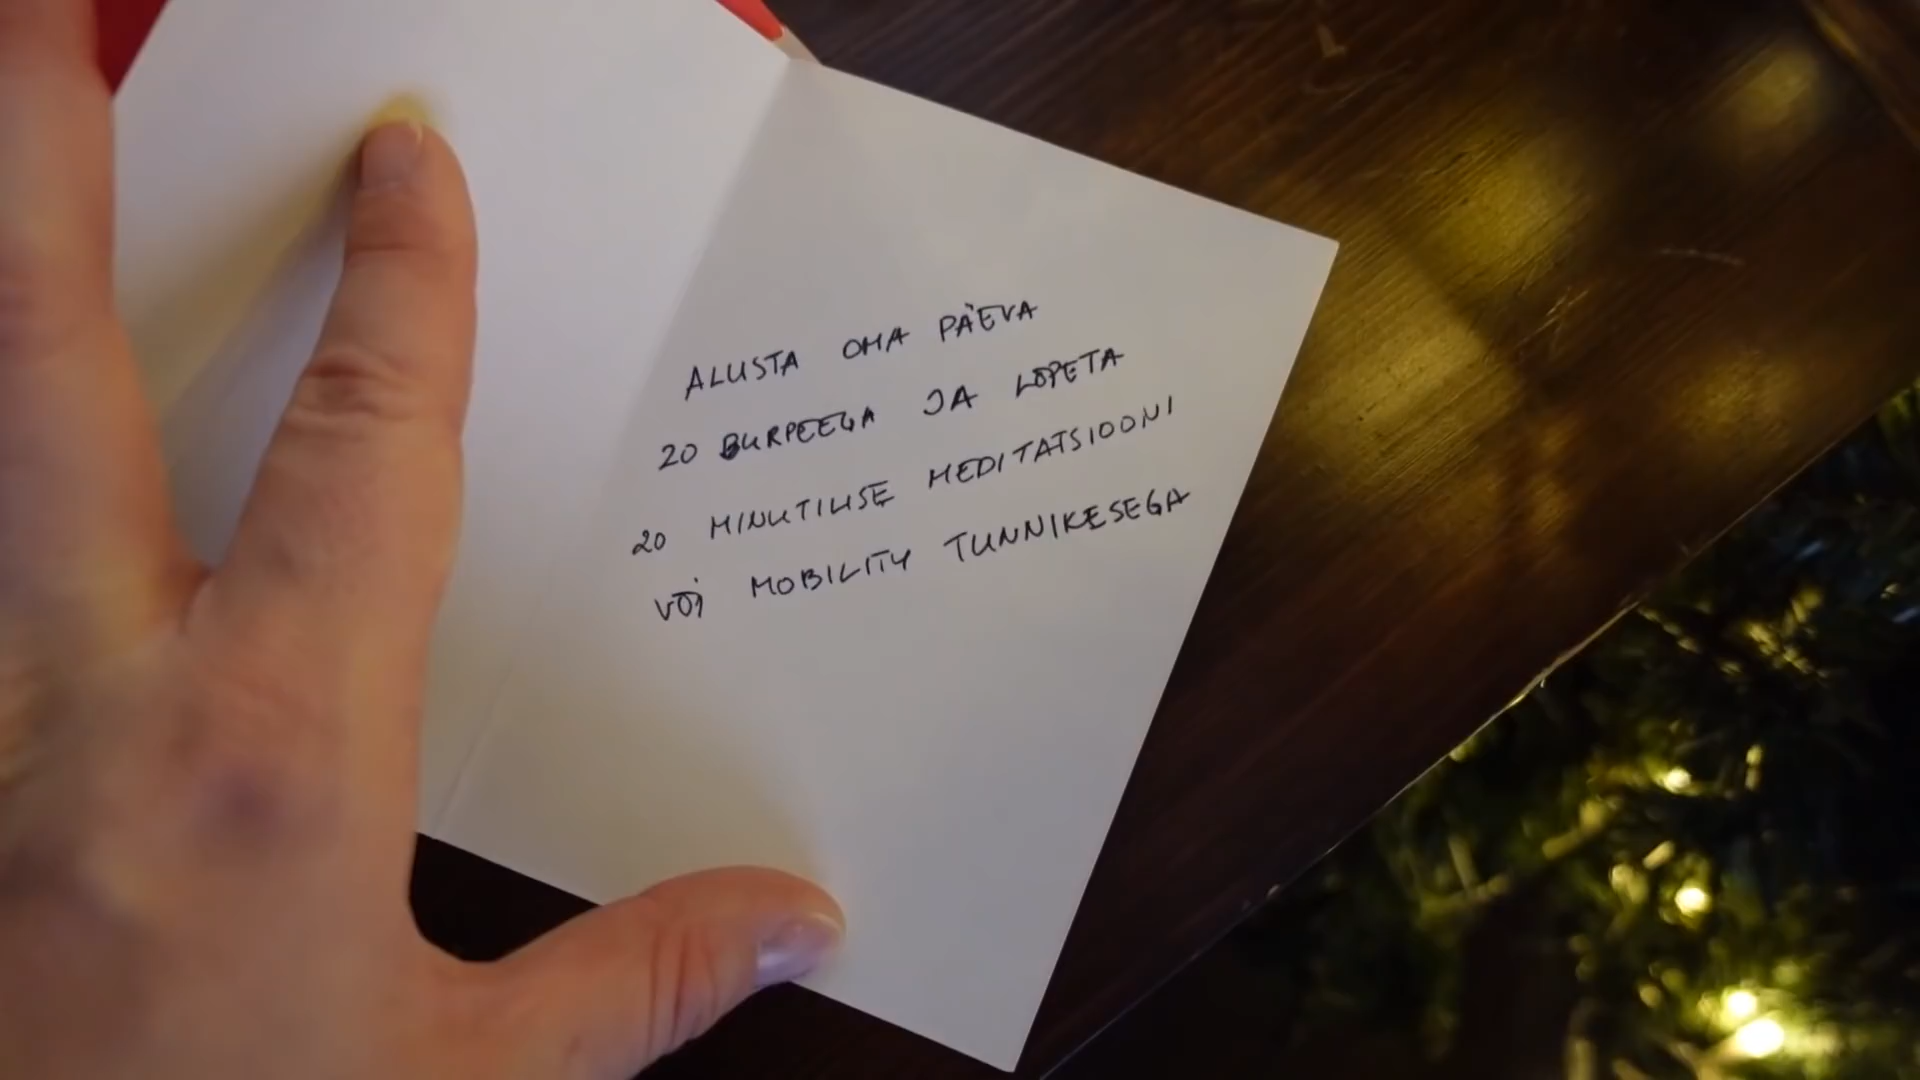 ALUSTA OMA PÄEVA
20 BURPEEGA JA LÕPETA
20 MINUTILISE MEDITATSIOONI
VÕI MOBILITY TUNNIKESEGA